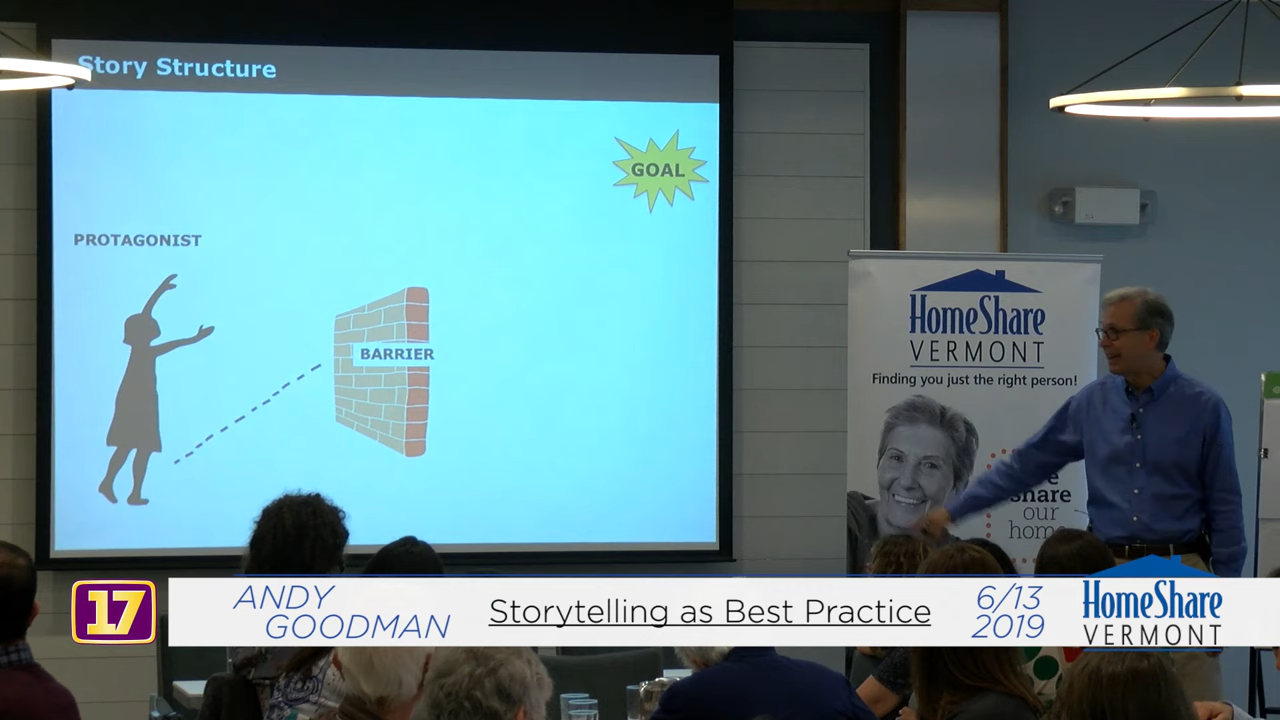 Story Structure
GOAL
PROTAGONIST
BARRIER
HomeShare
VERMONT
Finding you just the right person!
share
our
home
17
ANDY
GOODMAN
Storytelling as Best Practice
6/13
2019
HomeShare
VERMONT